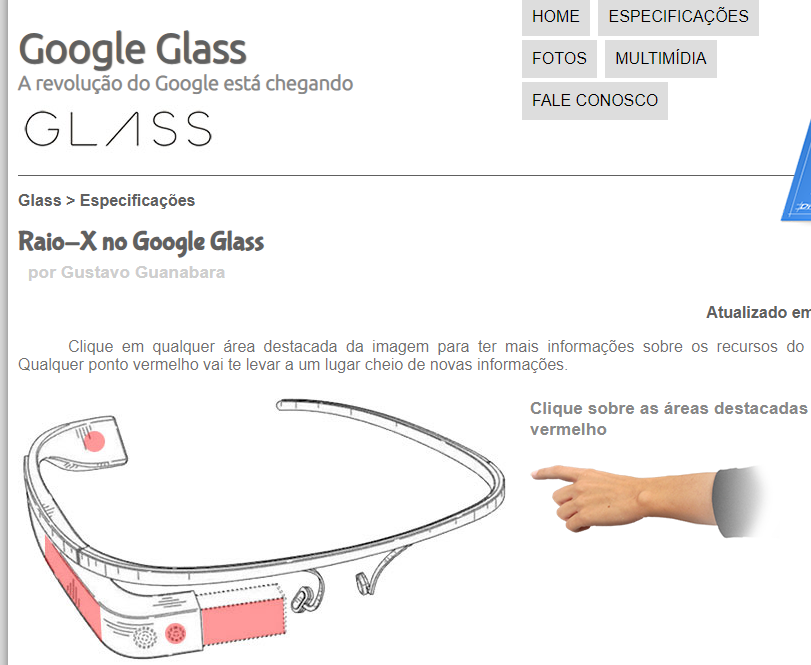 Google Glass
A revolução do Google está chegando
GLASS
HOME
ESPECIFICAÇÕES
FOTOS
MULTIMÍDIA
FALE CONOSCO
Glass > Especificações
Raio-X no Google Glass
por Gustavo Guanabara
Atualizado em
Clique em qualquer área destacada da imagem para ter mais informações sobre os recursos do
Qualquer ponto vermelho vai te levar a um lugar cheio de novas informações.
Clique sobre as áreas destacadas
vermelho